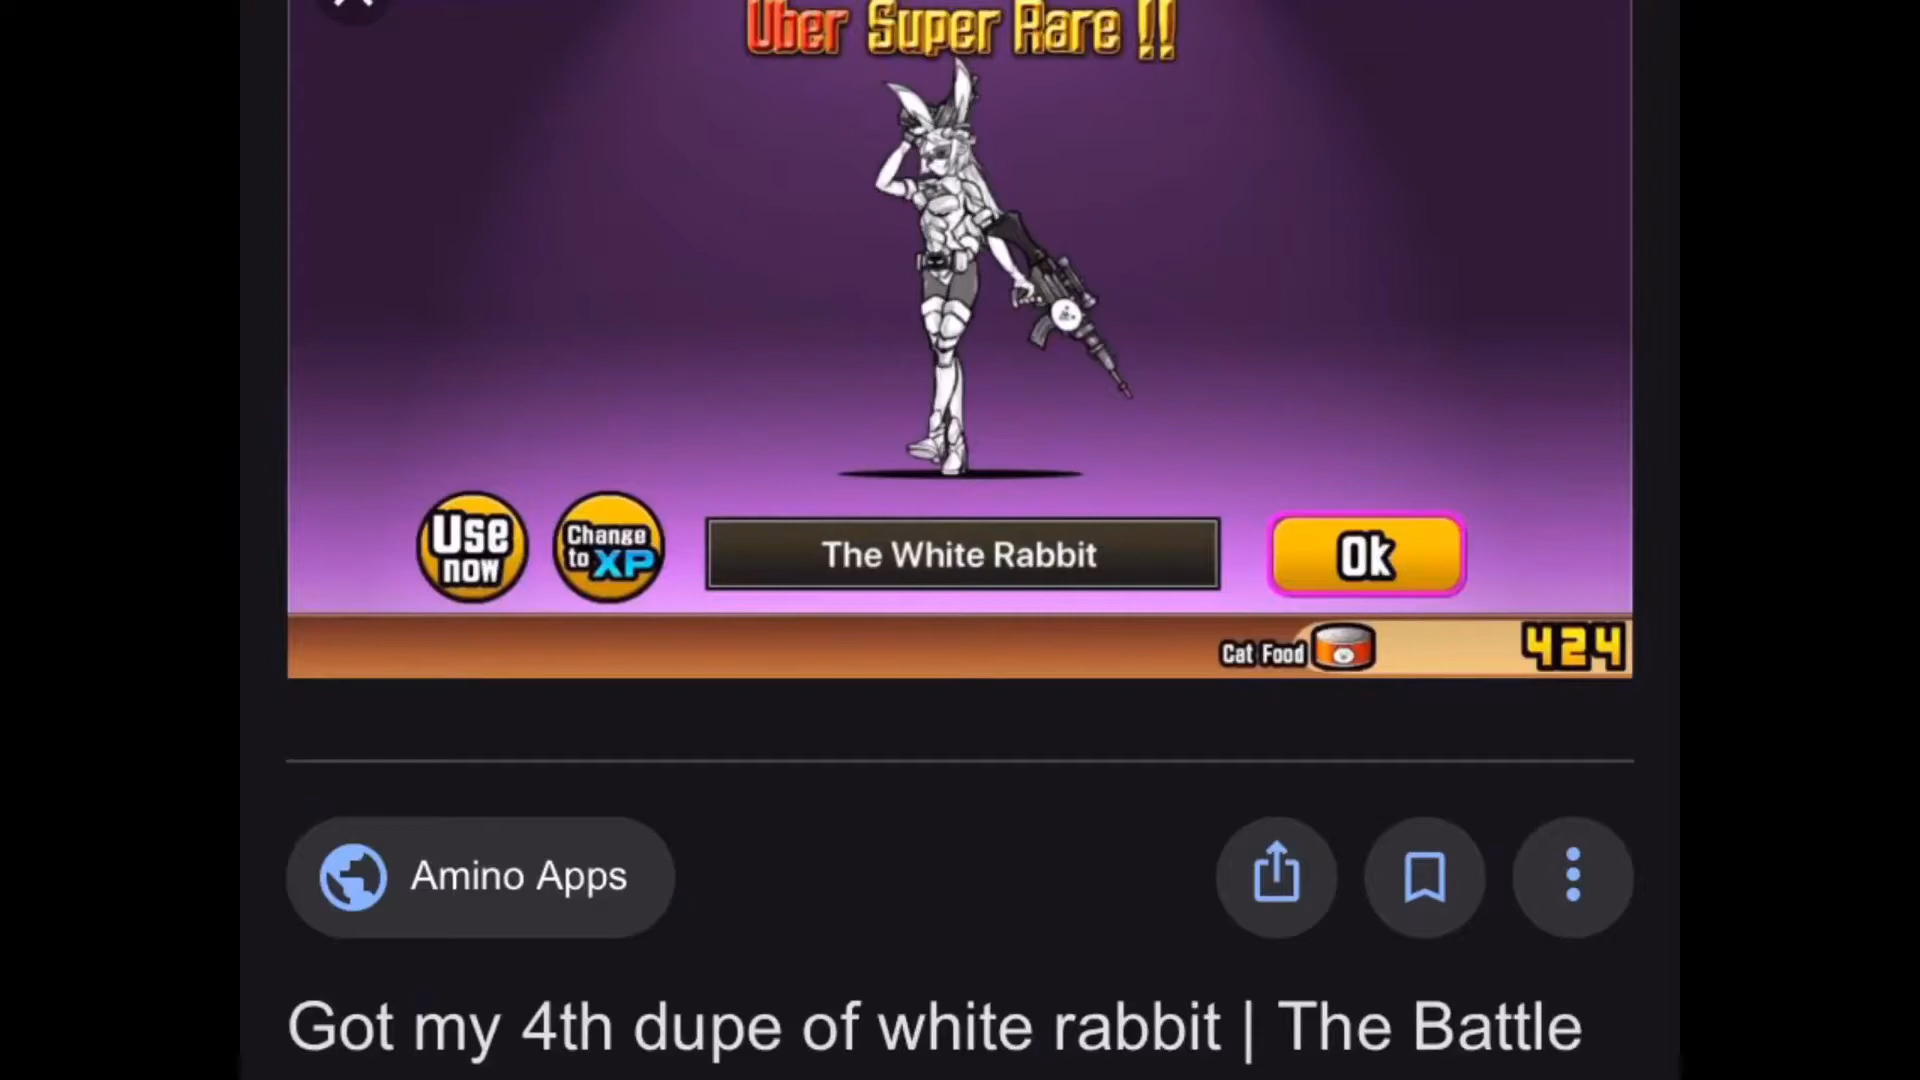 Uber Super Rare !!
Use now
Change to XP
The White Rabbit
Ok
Cat Food
424
Amino Apps
Got my 4th dupe of white rabbit | The Battle